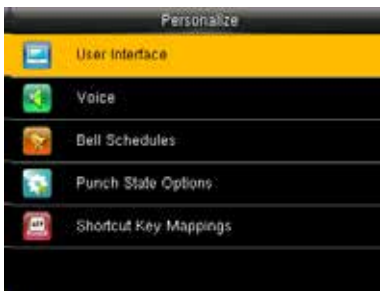 Personalize
User Interface
Voice
Bell Schedules
Punch State Options
Shortcut Key Mappings